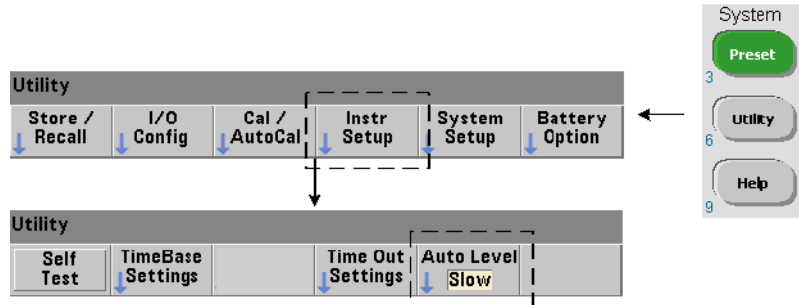 System
Preset
3
Utility
6
Help
9
Utility
Store / Recall
I/O Config
Cal / AutoCal
Instr Setup
System Setup
Battery Option
Utility
Self Test
TimeBase Settings
Time Out Settings
Auto Level
Slow